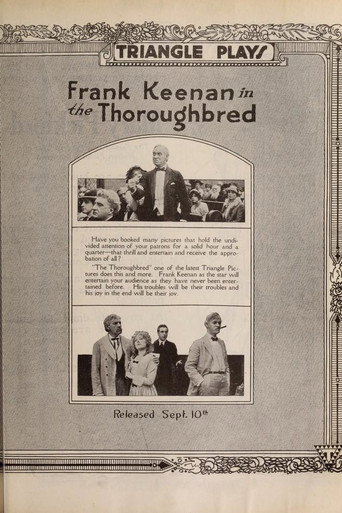 TRIANGLE PLAYS
Frank Keenan in
the Thoroughbred
Have you booked many pictures that hold the undi-
vided attention of your patrons for a solid hour and a
quarter—that thrill and entertain and receive the appro-
bation of all?
"The Thoroughbred" one of the latest Triangle Pic-
tures does this and more. Frank Keenan as the star will
entertain your audience as they have never been enter-
tained before. His troubles will be their troubles and
his joy in the end will be their joy.
Released Sept. 10th
T